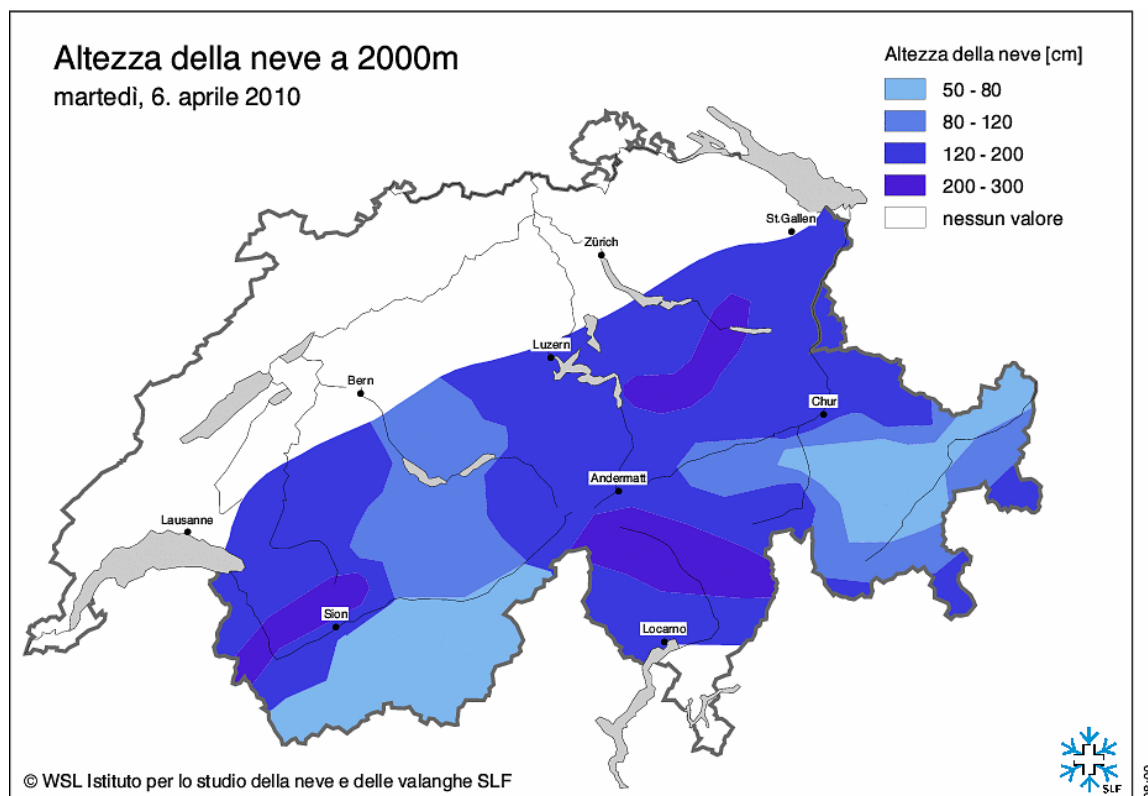 Altezza della neve a 2000m
martedì, 6. aprile 2010
Altezza della neve [cm]
50 - 80
80 - 120
120 - 200
200 - 300
nessun valore
St.Gallen
Zürich
Luzern
Bern
Chur
Andermatt
Lausanne
Sion
Locarno
© WSL Istituto per lo studio della neve e delle valanghe SLF
SLF